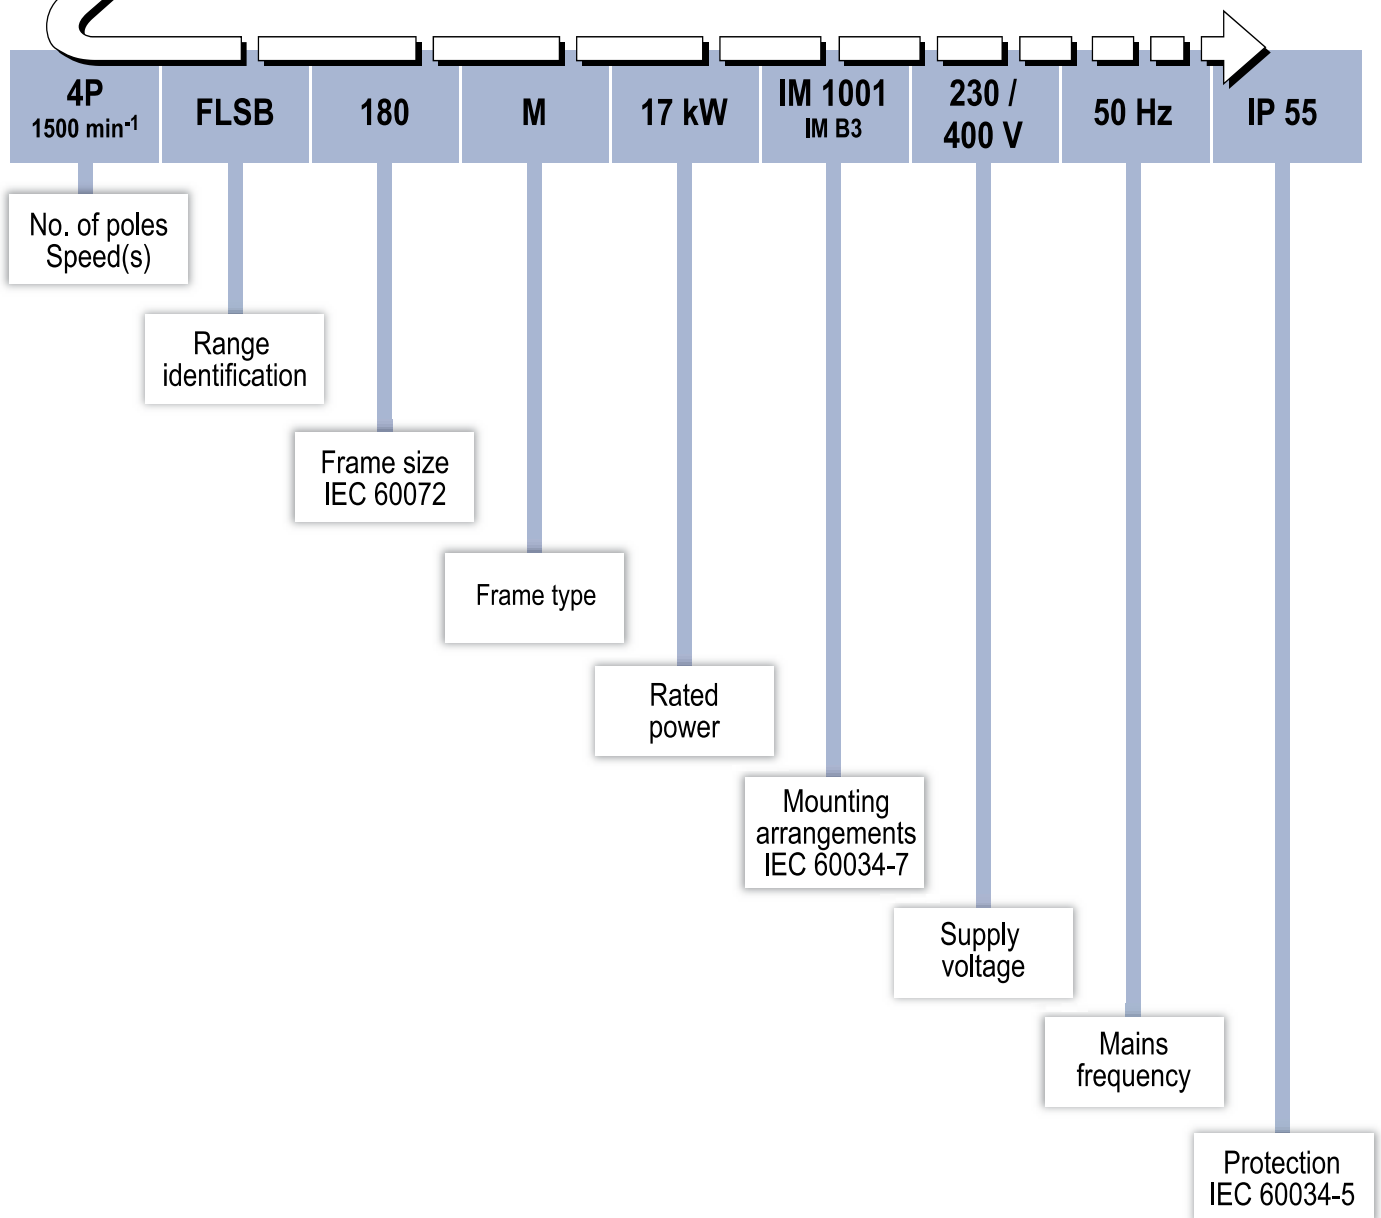 4P
1500 min-1
FLSB
180
M
17 kW
IM 1001
IM B3
230 /
400 V
50 Hz
IP 55
No. of poles
Speed(s)
Range
identification
Frame size
IEC 60072
Frame type
Rated
power
Mounting
arrangements
IEC 60034-7
Supply
voltage
Mains
frequency
Protection
IEC 60034-5